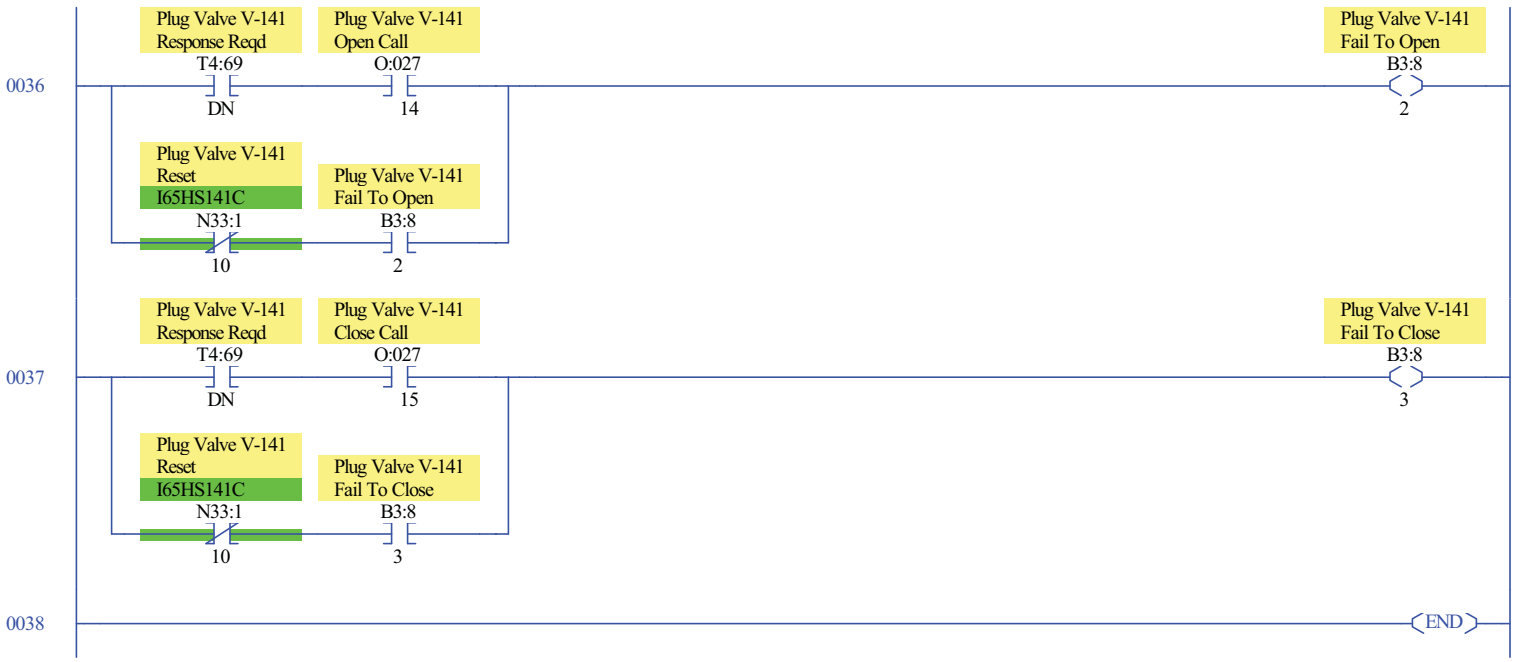 Plug Valve V-141
Response Reqd
T4:69
DN
Plug Valve V-141
Open Call
O:027
14
Plug Valve V-141
Fail To Open
B3:8
2
0036
Plug Valve V-141
Reset
I65HS141C
N33:1
10
Plug Valve V-141
Fail To Open
B3:8
2
Plug Valve V-141
Response Reqd
T4:69
DN
Plug Valve V-141
Close Call
O:027
15
Plug Valve V-141
Fail To Close
B3:8
3
0037
Plug Valve V-141
Reset
I65HS141C
N33:1
10
Plug Valve V-141
Fail To Close
B3:8
3
0038
END